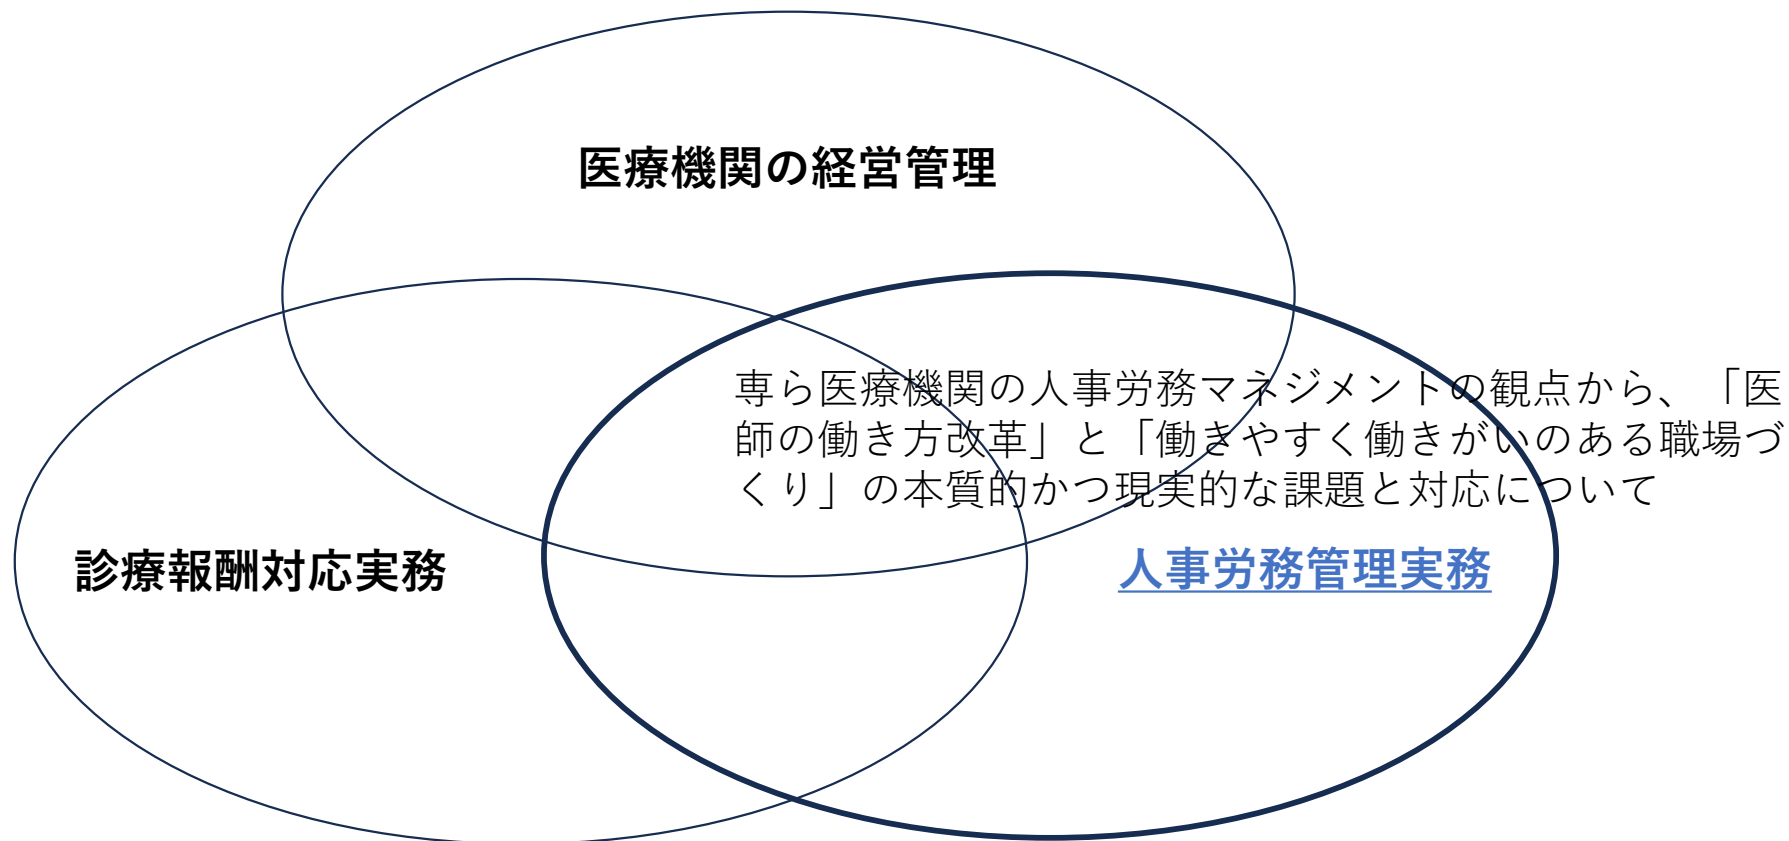 医療機関の経営管理
専ら医療機関の人事労務マネジメントの観点から、「医
師の働き方改革」と「働きやすく働きがいのある職場づ
くり」の本質的かつ現実的な課題と対応について
診療報酬対応実務
人事労務管理実務